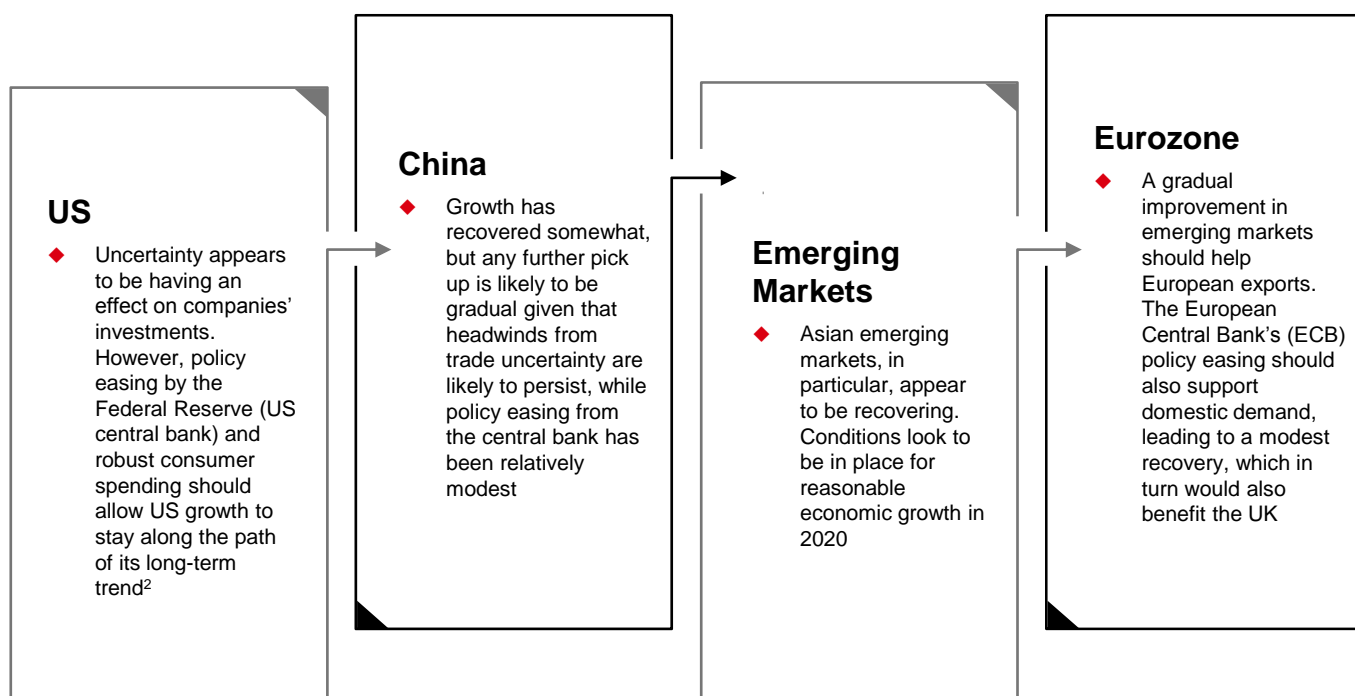 US
Uncertainty appears
to be having an
effect on companies’
investments.
However, policy
easing by the
Federal Reserve (US
central bank) and
robust consumer
spending should
allow US growth to
stay along the path
of its long-term
trend²
China
Growth has
recovered somewhat,
but any further pick
up is likely to be
gradual given that
headwinds from
trade uncertainty are
likely to persist, while
policy easing from
the central bank has
been relatively
modest
Emerging
Markets
Asian emerging
markets, in
particular, appear
to be recovering.
Conditions look to
be in place for
reasonable
economic growth in
2020
Eurozone
A gradual
improvement in
emerging markets
should help
European exports.
The European
Central Bank’s (ECB)
policy easing should
also support
domestic demand,
leading to a modest
recovery, which in
turn would also
benefit the UK